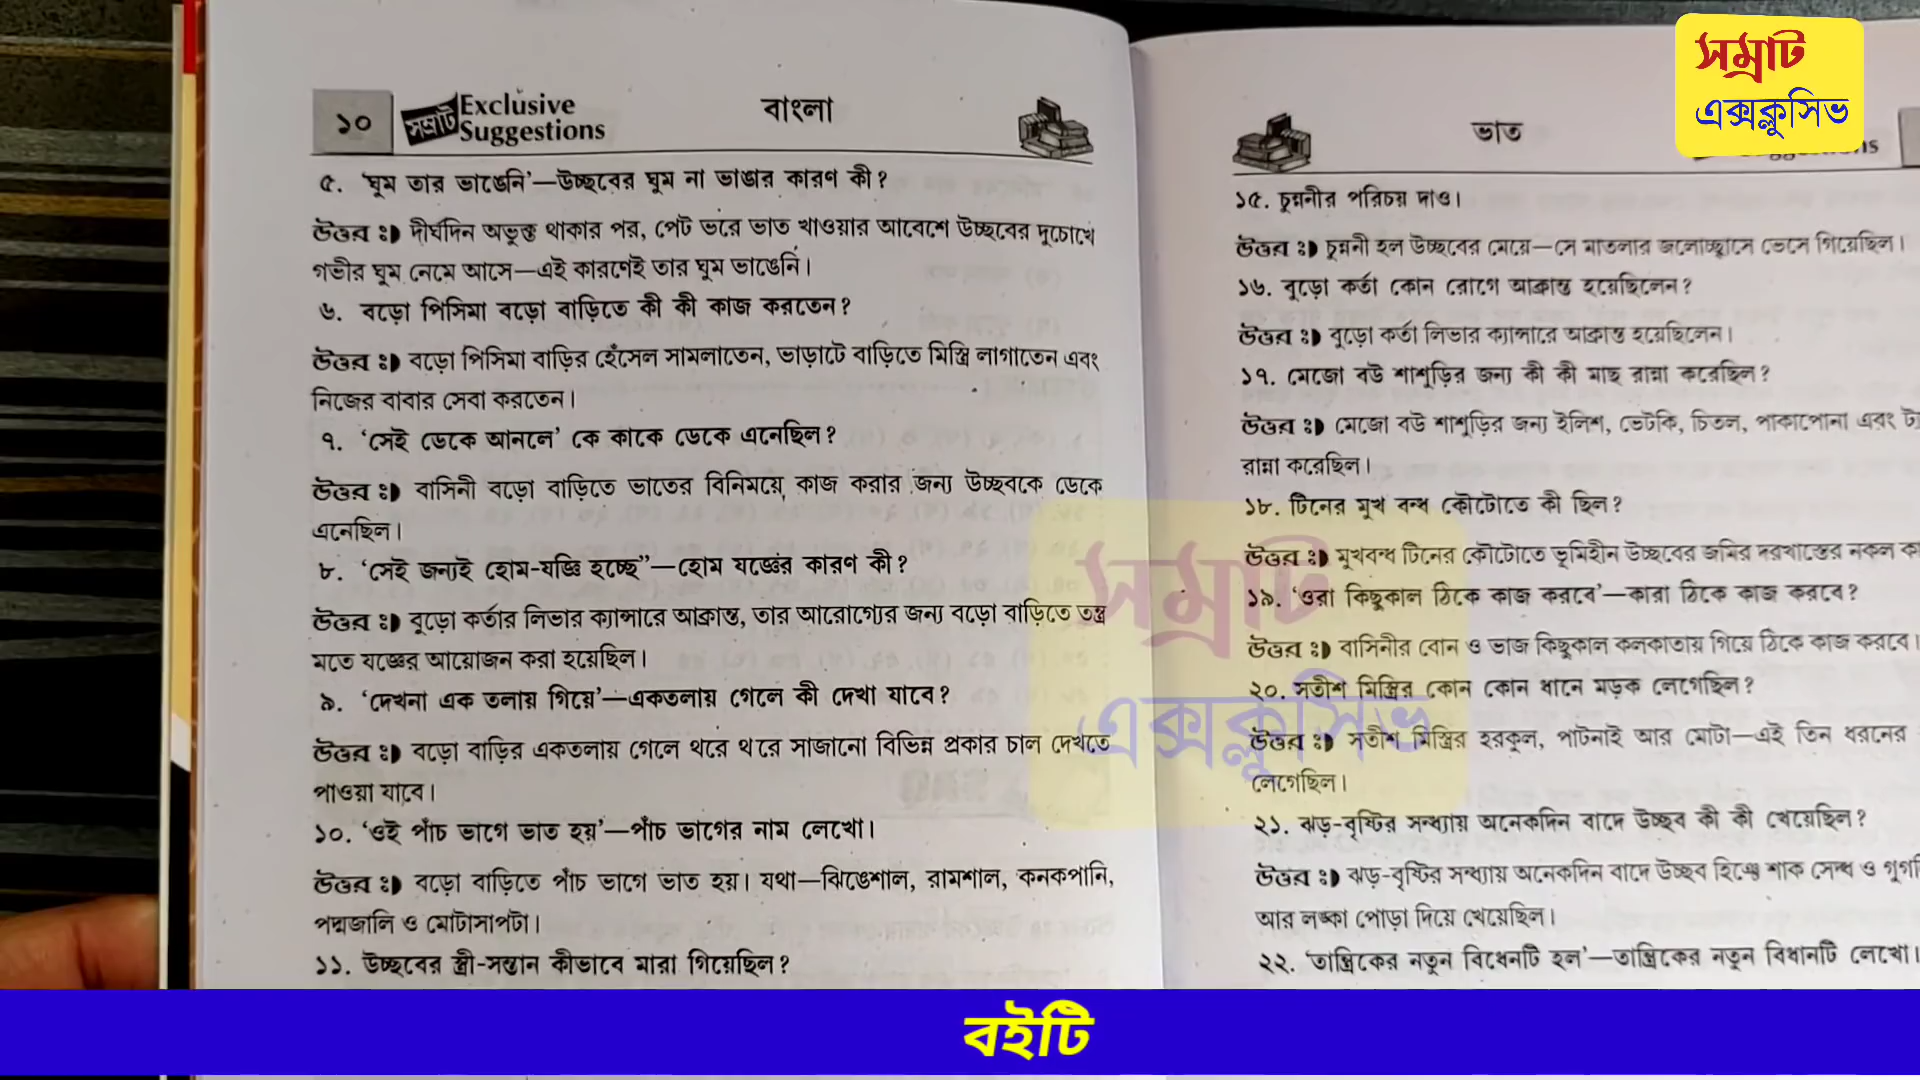 ১০
সম্রাট
Exclusive
Suggestions
বাংলা
৫. ‘ঘুম তার ভাঙেনি’—উচ্ছবের ঘুম না ভাঙার কারণ কী?
উত্তর : দীর্ঘদিন অভুক্ত থাকার পর, পেট ভরে ভাত খাওয়ার আবেশে উচ্ছবের দুচোখে
গভীর ঘুম নেমে আসে—এই কারণেই তার ঘুম ভাঙেনি।
৬. বড়ো পিসিমা বড়ো বাড়িতে কী কী কাজ করতেন?
উত্তর : বড়ো পিসিমা বাড়ির হেঁসেল সামলাতেন, ভাড়াটে বাড়িতে মিস্ত্রি লাগাতেন এবং
নিজের বাবার সেবা করতেন।
৭. ‘সেই ডেকে আনলে’ কে কাকে ডেকে এনেছিল?
উত্তর : বাসিনী বড়ো বাড়িতে ভাতের বিনিময়ে কাজ করার জন্য উচ্ছবকে ডেকে
এনেছিল।
৮. ‘সেই জন্যই হোম-যজ্ঞি হচ্ছে”—হোম যজ্ঞের কারণ কী?
উত্তর : বুড়ো কর্তার লিভার ক্যান্সারে আক্রান্ত, তার আরোগ্যের জন্য বড়ো বাড়িতে তন্ত্র
মতে যজ্ঞের আয়োজন করা হয়েছিল।
৯. ‘দেখনা এক তলায় গিয়ে’—একতলায় গেলে কী দেখা যাবে?
উত্তর : বড়ো বাড়ির একতলায় গেলে থরে থরে সাজানো বিভিন্ন প্রকার চাল দেখতে
পাওয়া যাবে।
১০. ‘ওই পাঁচ ভাগে ভাত হয়’—পাঁচ ভাগের নাম লেখো।
উত্তর : বড়ো বাড়িতে পাঁচ ভাগে ভাত হয়। যথা—ঝিঙেশাল, রামশাল, কনকপানি,
পদ্মজালি ও মোটাসাপটা।
১১. উচ্ছবের স্ত্রী-সন্তান কীভাবে মারা গিয়েছিল?
ভাত
১৫. চুন্ননীর পরিচয় দাও।
উত্তর : চুন্ননী হল উচ্ছবের মেয়ে—সে মাতলার জলোচ্ছ্বাসে ভেসে গিয়েছিল।
১৬. বুড়ো কর্তা কোন রোগে আক্রান্ত হয়েছিলেন?
উত্তর : বুড়ো কর্তা লিভার ক্যান্সারে আক্রান্ত হয়েছিলেন।
১৭. মেজো বউ শাশুড়ির জন্য কী কী মাছ রান্না করেছিল?
উত্তর : মেজো বউ শাশুড়ির জন্য ইলিশ, ভেটকি, চিতল, পাকাপোনা এবং
রান্না করেছিল।
১৮. টিনের মুখ বন্ধ কৌটোতে কী ছিল?
উত্তর : মুখবন্ধ টিনের কৌটোতে ভূমিহীন উচ্ছবের জমির দরখাস্তের নকল
১৯. ‘ওরা কিছুকাল ঠিকে কাজ করবে’—কারা ঠিকে কাজ করবে?
উত্তর : বাসিনীর বোন ও ভাজ কিছুকাল কলকাতায় গিয়ে ঠিকে কাজ করবে।
২০. সতীশ মিস্ত্রির কোন কোন ধানে মড়ক লেগেছিল?
উত্তর : সতীশ মিস্ত্রির হরকুল, পাটনাই আর মোটা—এই তিন ধরনের
লেগেছিল।
২১. ঝড়-বৃষ্টির সন্ধ্যায় অনেকদিন বাদে উচ্ছব কী কী খেয়েছিল?
উত্তর : ঝড়-বৃষ্টির সন্ধ্যায় অনেকদিন বাদে উচ্ছব হিঞ্চে শাক সেদ্ধ ও
আর লঙ্কা পোড়া দিয়ে খেয়েছিল।
২২. ‘তান্ত্রিকের নতুন বিধেনটি হল’—তান্ত্রিকের নতুন বিধানটি লেখো।
সম্রাট
এক্সক্লুসিভ
সম্রাট
এক্সক্লুসিভ
বইটি